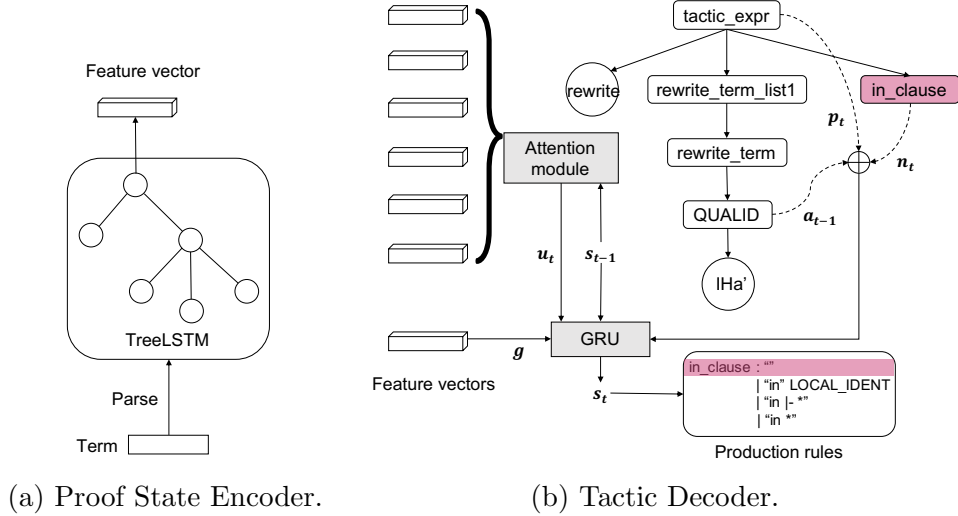 Feature vector
TreeLSTM
Parse
Term
(a) Proof State Encoder.
tactic_expr
rewrite
rewrite_term_list1
in_clause
p_t
Attention
module
rewrite_term
n_t
QUALID
a_{t-1}
u_t
s_{t-1}
IHa’
GRU
g
Feature vectors
s_t
in_clause : “”
| “in” LOCAL_IDENT
| “in |- *”
| “in *”
Production rules
(b) Tactic Decoder.